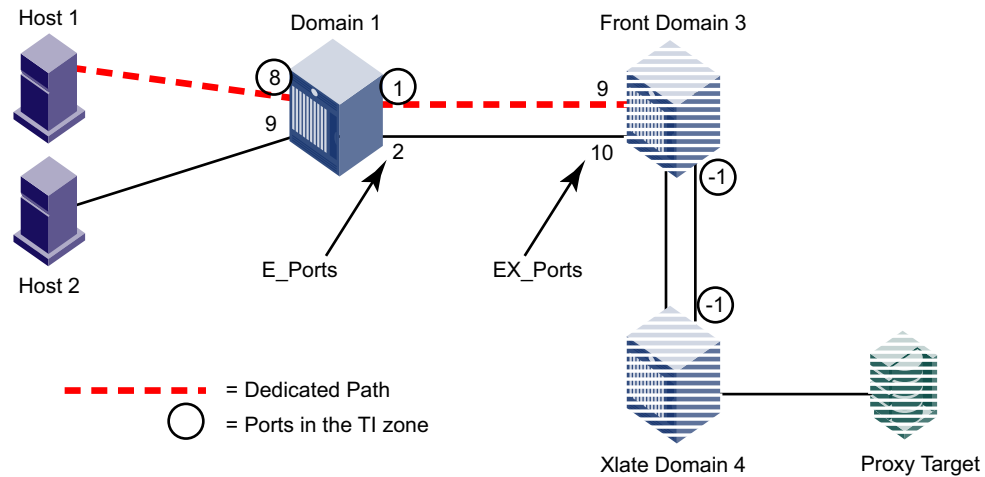 Host 1
Domain 1
Front Domain 3
8
1
9
9
2
10
-1
E_Ports
EX_Ports
Host 2
-1
= Dedicated Path
= Ports in the TI zone
Xlate Domain 4
Proxy Target